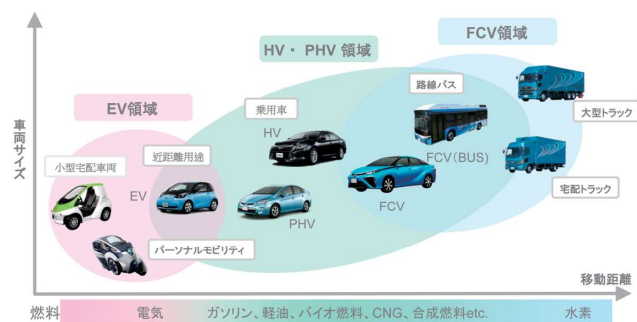 FCV領域
HV・PHV 領域
EV領域
路線バス
大型トラック
乗用車
HV
車両サイズ
小型宅配車両
近距離用途
FCV(BUS)
EV
宅配トラック
PHV
FCV
パーソナルモビリティ
移動距離
燃料
電気
ガソリン、軽油、バイオ燃料、CNG、合成燃料etc.
水素